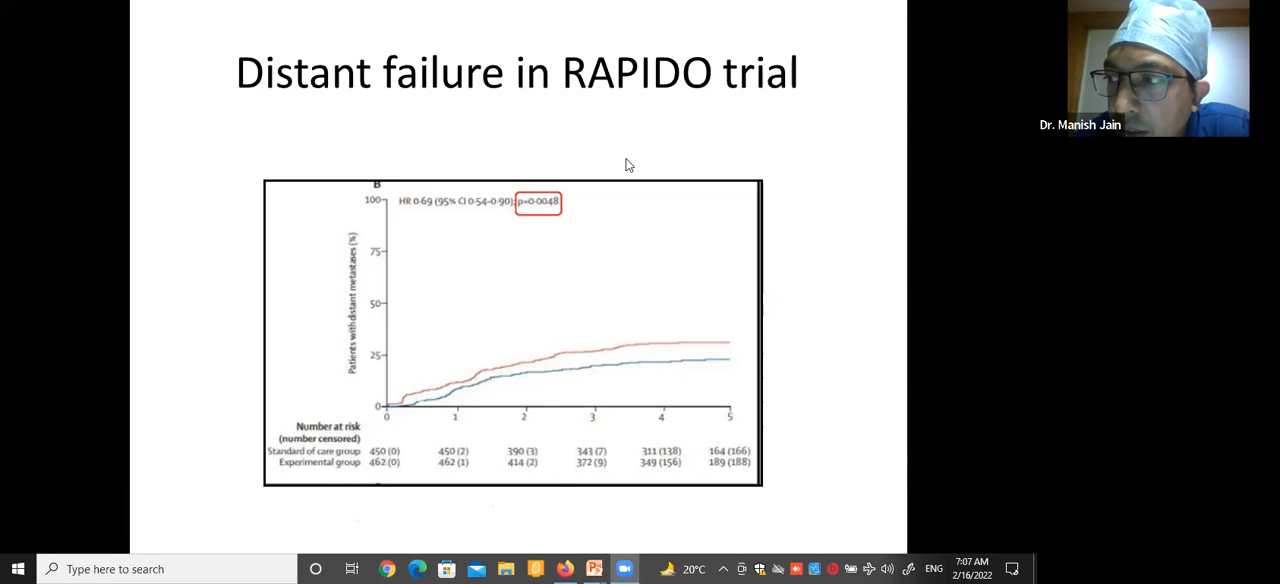 Distant failure in RAPIDO trial
Dr. Manish Jain
B
HR 0·69 (95% CI 0·54–0·90); p=0·0048
Patients with distant metastases (%)
100
75
50
25
0
0 1 2 3 4 5
Number at risk
(number censored)
Standard of care group 450 (0) 450 (2) 390 (3) 343 (7) 311 (138) 164 (166)
Experimental group 462 (0) 462 (1) 414 (2) 372 (9) 349 (156) 189 (188)
Type here to search
20°C
ENG
7:07 AM
2/16/2022